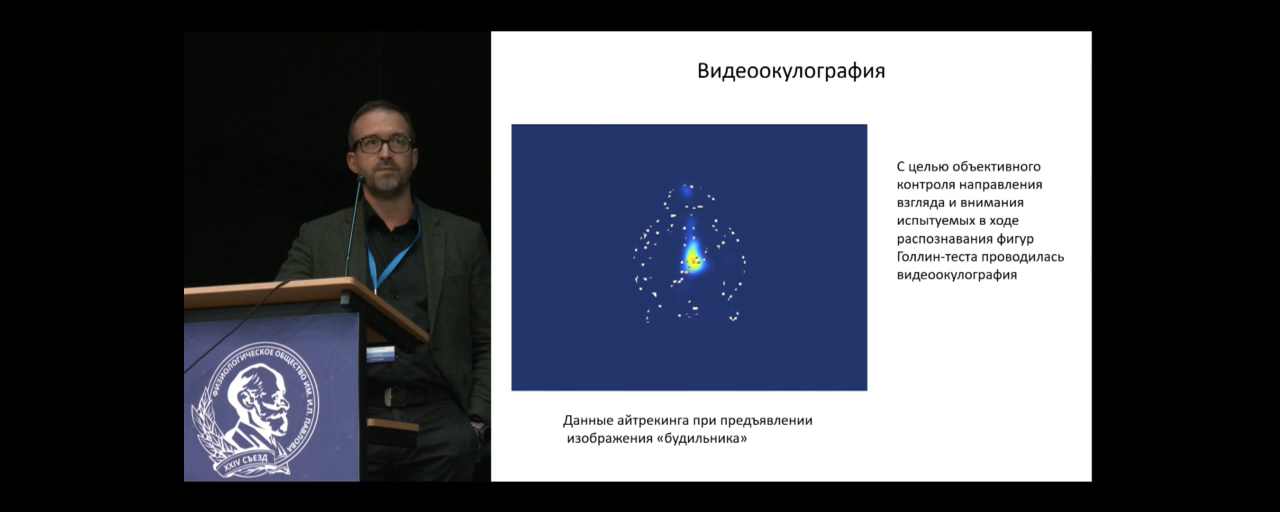 Видеоокулография
С целью объективного
контроля направления
взгляда и внимания
испытуемых в ходе
распознавания фигур
Голлин-теста проводилась
видеоокулография
Данные айтрекинга при предъявлении
изображения «будильника»
ФИЗИОЛОГИЧЕСКОЕ ОБЩЕСТВО ИМ. И.П. ПАВЛОВА
XXIV СЪЕЗД